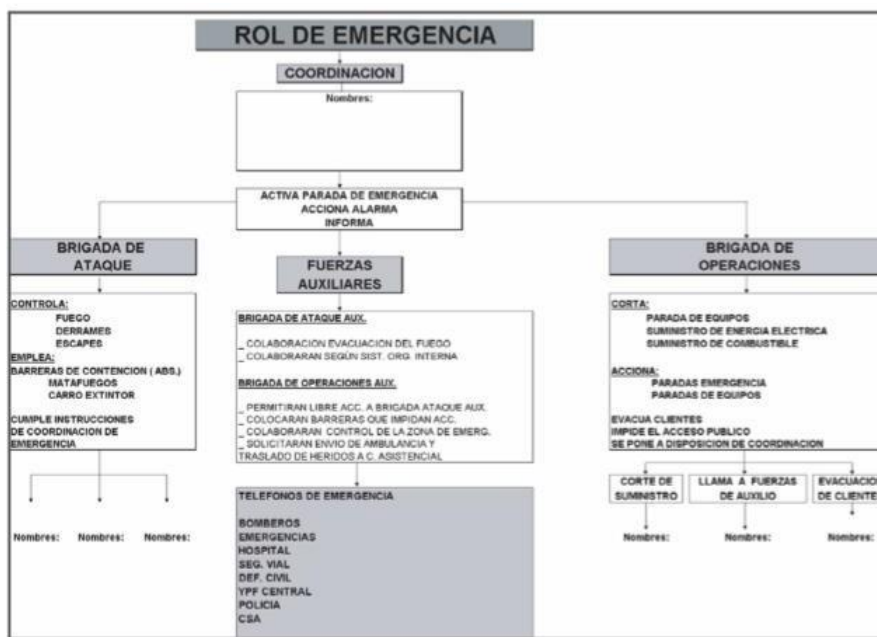 ROL DE EMERGENCIA
COORDINACION
Nombres:
ACTIVA PARADA DE EMERGENCIA
ACCIONA ALARMA
INFORMA
BRIGADA DE
ATAQUE
CONTROLA:
FUEGO
DERRAMES
ESCAPES
EMPLEA:
BARRERAS DE CONTENCION ( ABS.)
MATAFUEGOS
CARRO EXTINTOR
CUMPLE INSTRUCCIONES
DE COORDINACION DE
EMERGENCIA
Nombres:
Nombres:
Nombres:
FUERZAS
AUXILIARES
BRIGADA DE ATAQUE AUX.
_ COLABORACION EVACUACION DEL FUEGO
_ COLABORARAN SEGÚN SIST. ORG. INTERNA
BRIGADA DE OPERACIONES AUX.
_ PERMITIRAN LIBRE ACC. A BRIGADA ATAQUE AUX.
_ COLOCARAN BARRERAS QUE IMPIDAN ACC.
_ COLABORARAN CONTROL DE LA ZONA DE EMERG.
_ SOLICITARAN ENVIO DE AMBULANCIA Y
TRASLADO DE HERIDOS A C. ASISTENCIAL
TELEFONOS DE EMERGENCIA
BOMBEROS
EMERGENCIAS
HOSPITAL
SEG. VIAL
DEF. CIVIL
YPF CENTRAL
POLICIA
CSA
BRIGADA DE
OPERACIONES
CORTA:
PARADA DE EQUIPOS
SUMINISTRO DE ENERGIA ELECTRICA
SUMINISTRO DE COMBUSTIBLE
ACCIONA:
PARADAS EMERGENCIA
PARADAS DE EQUIPOS
EVACUA CLIENTES
IMPIDE EL ACCESO PUBLICO
SE PONE A DISPOSICION DE COORDINACION
CORTE DE
SUMINISTRO
Nombres:
LLAMA A FUERZAS
DE AUXILIO
Nombres:
EVACUACIO
DE CLIENTE
Nombres: